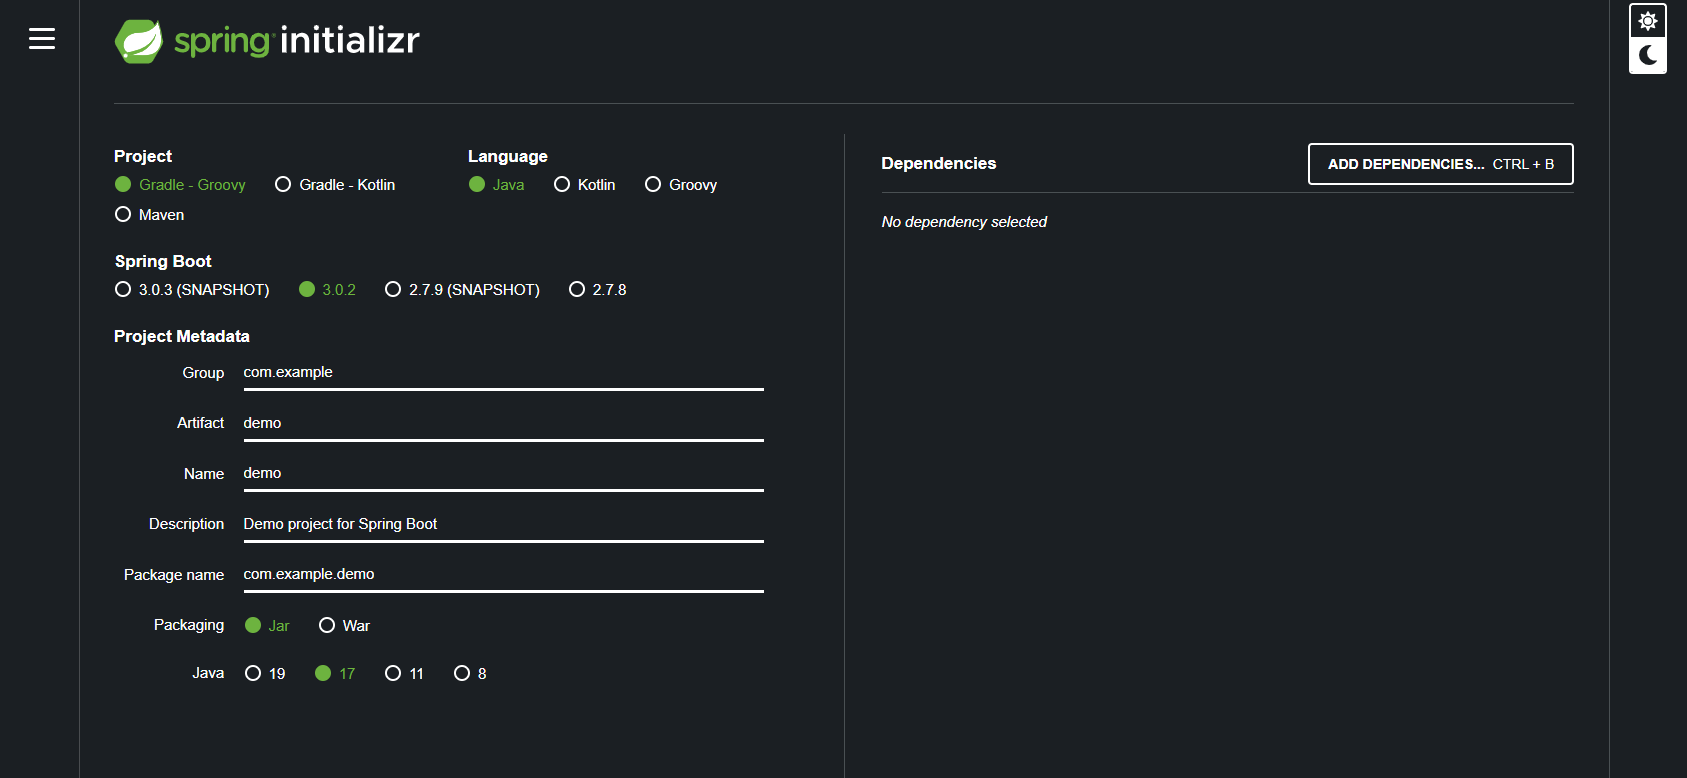 spring initializr
Project
Gradle - Groovy
Gradle - Kotlin
Maven
Language
Java
Kotlin
Groovy
Spring Boot
3.0.3 (SNAPSHOT)
3.0.2
2.7.9 (SNAPSHOT)
2.7.8
Project Metadata
Group com.example
Artifact demo
Name demo
Description Demo project for Spring Boot
Package name com.example.demo
Packaging Jar War
Java 19 17 11 8
Dependencies
ADD DEPENDENCIES... CTRL + B
No dependency selected